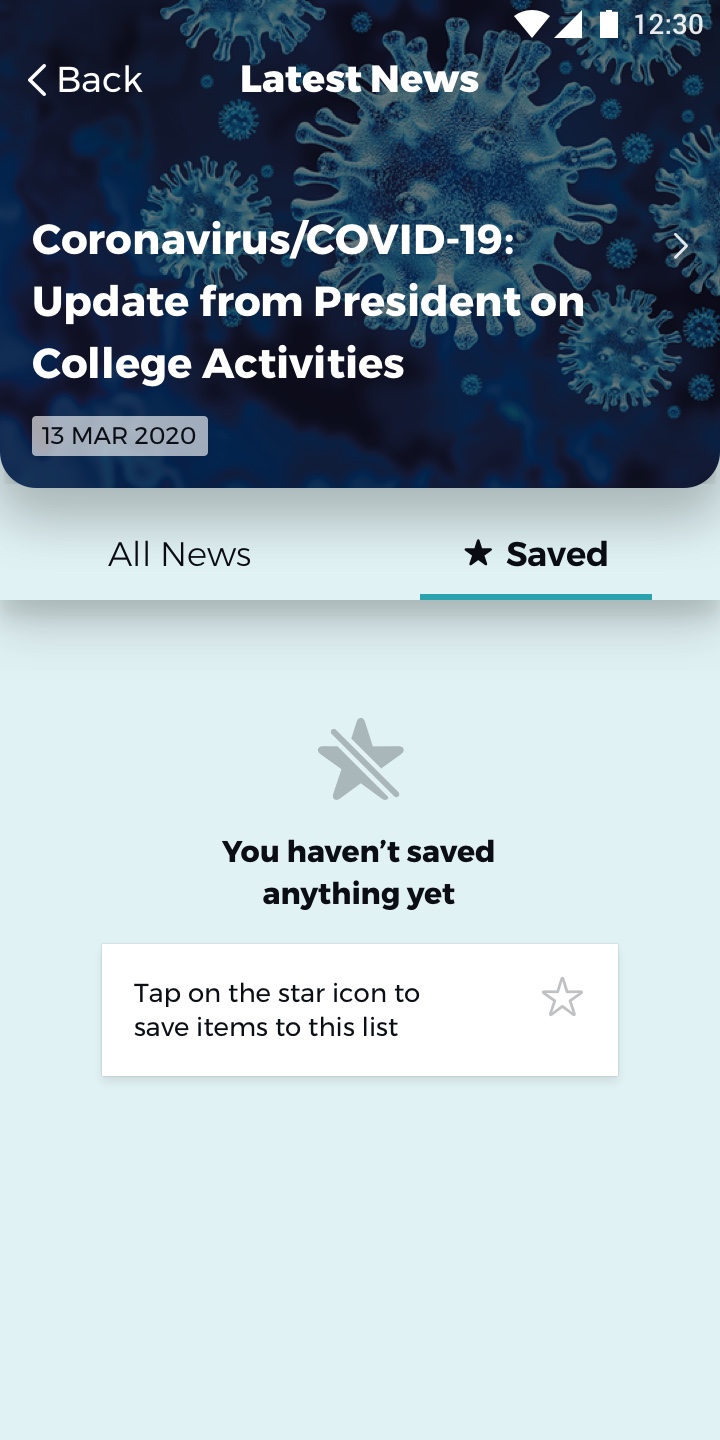 12:30
Back
Latest News
Coronavirus/COVID-19:
Update from President on
College Activities
13 MAR 2020
All News
Saved
You haven’t saved
anything yet
Tap on the star icon to
save items to this list